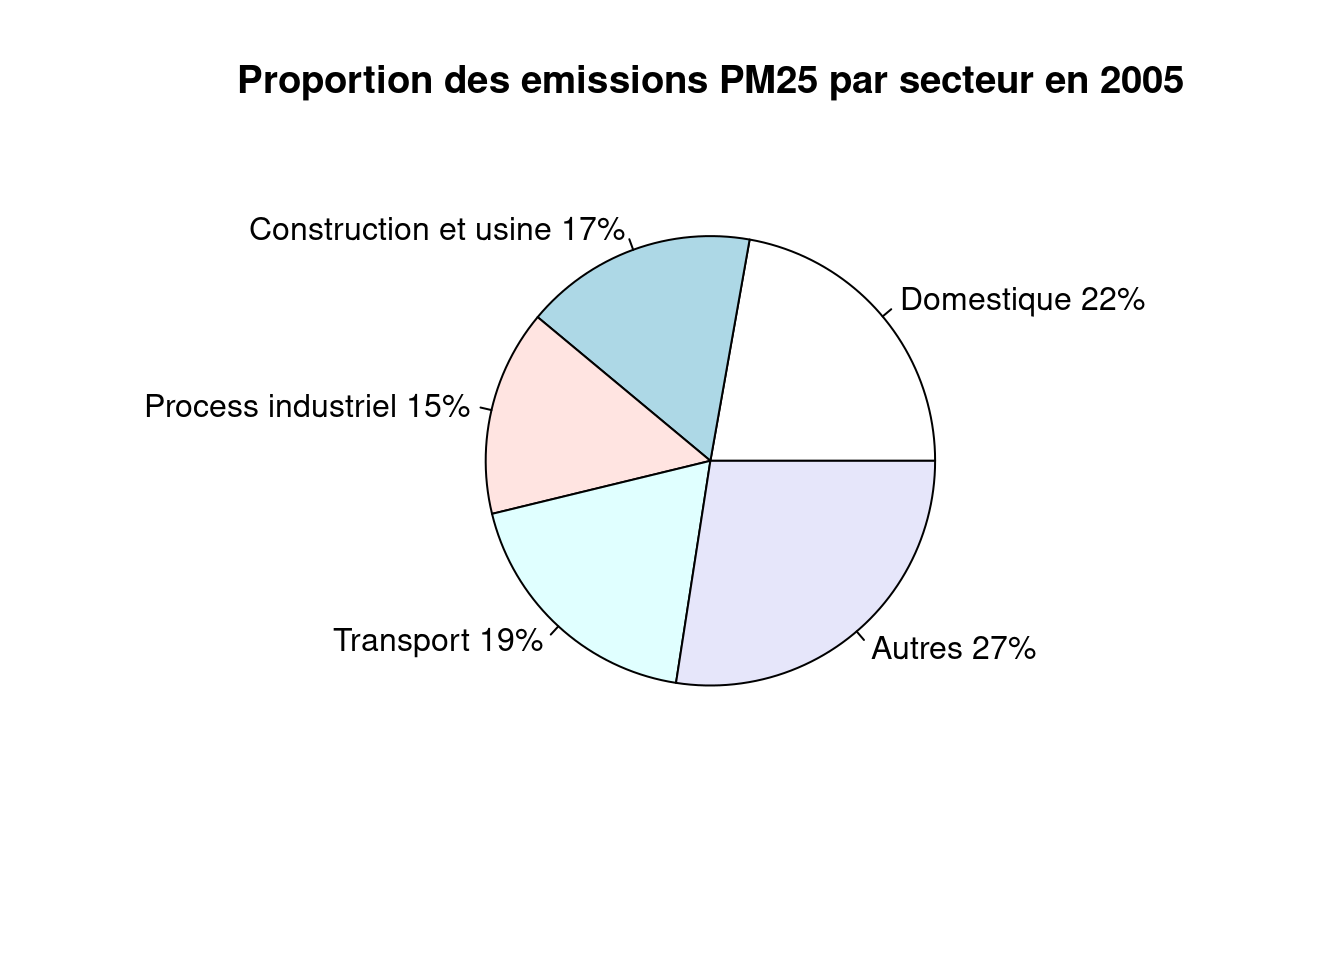 Proportion des emissions PM25 par secteur en 2005
Construction et usine 17%
Domestique 22%
Process industriel 15%
Transport 19%
Autres 27%